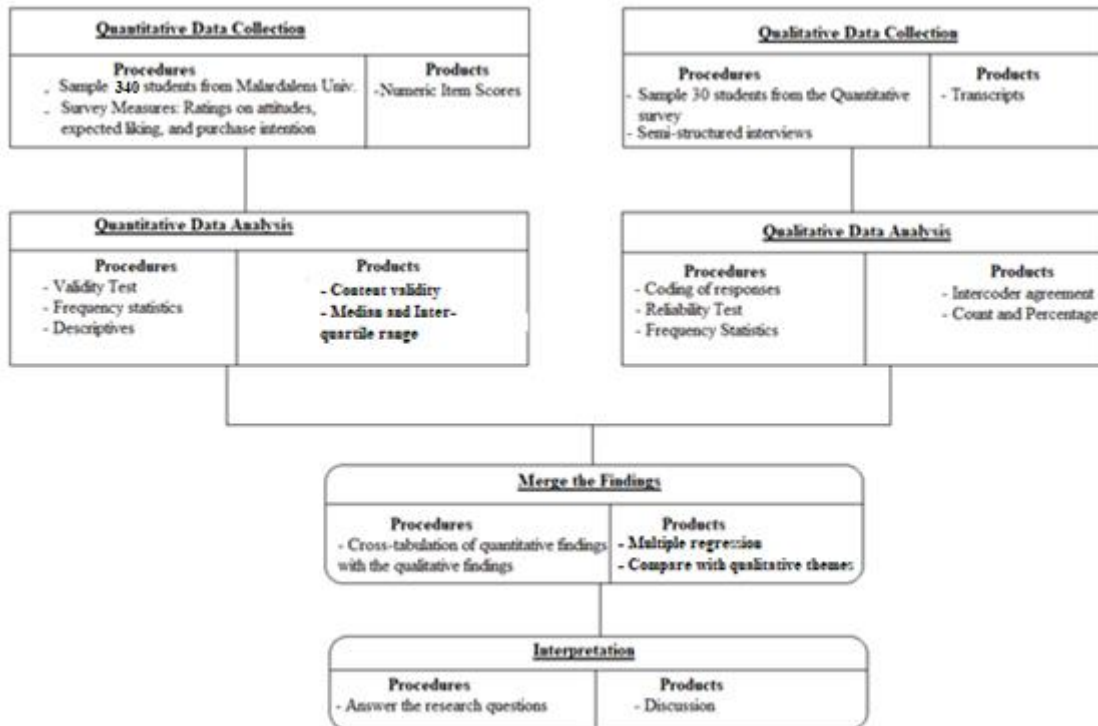 Quantitative Data Collection
Procedures
. Sample 340 students from Malardalens Univ.
. Survey Measures: Ratings on attitudes,
expected liking, and purchase intention
Products
-Numeric Item Scores
Qualitative Data Collection
Procedures
- Sample 30 students from the Quantitative
survey
- Semi-structured interviews
Products
- Transcripts
Quantitative Data Analysis
Procedures
- Validity Test
- Frequency statistics
- Descriptives
Products
- Content validity
- Median and Inter-
quartile range
Qualitative Data Analysis
Procedures
- Coding of responses
- Reliability Test
- Frequency Statistics
Products
- Intercoder agreement
- Count and Percentage
Merge the Findings
Procedures
- Cross-tabulation of quantitative findings
with the qualitative findings
Products
- Multiple regression
- Compare with qualitative themes
Interpretation
Procedures
- Answer the research questions
Products
- Discussion